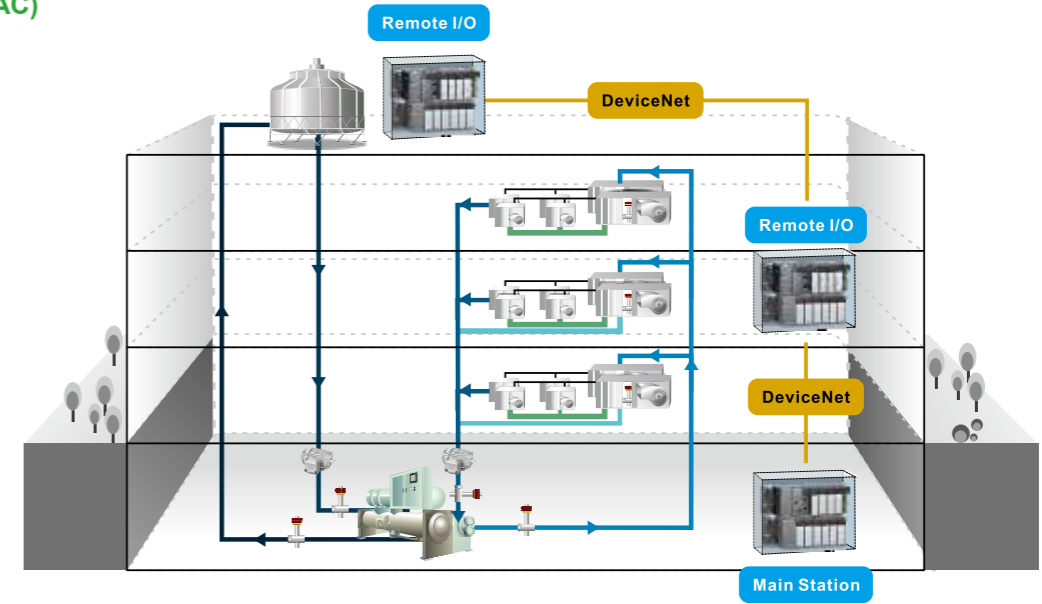 AC)
Remote I/O
DeviceNet
Remote I/O
DeviceNet
Main Station